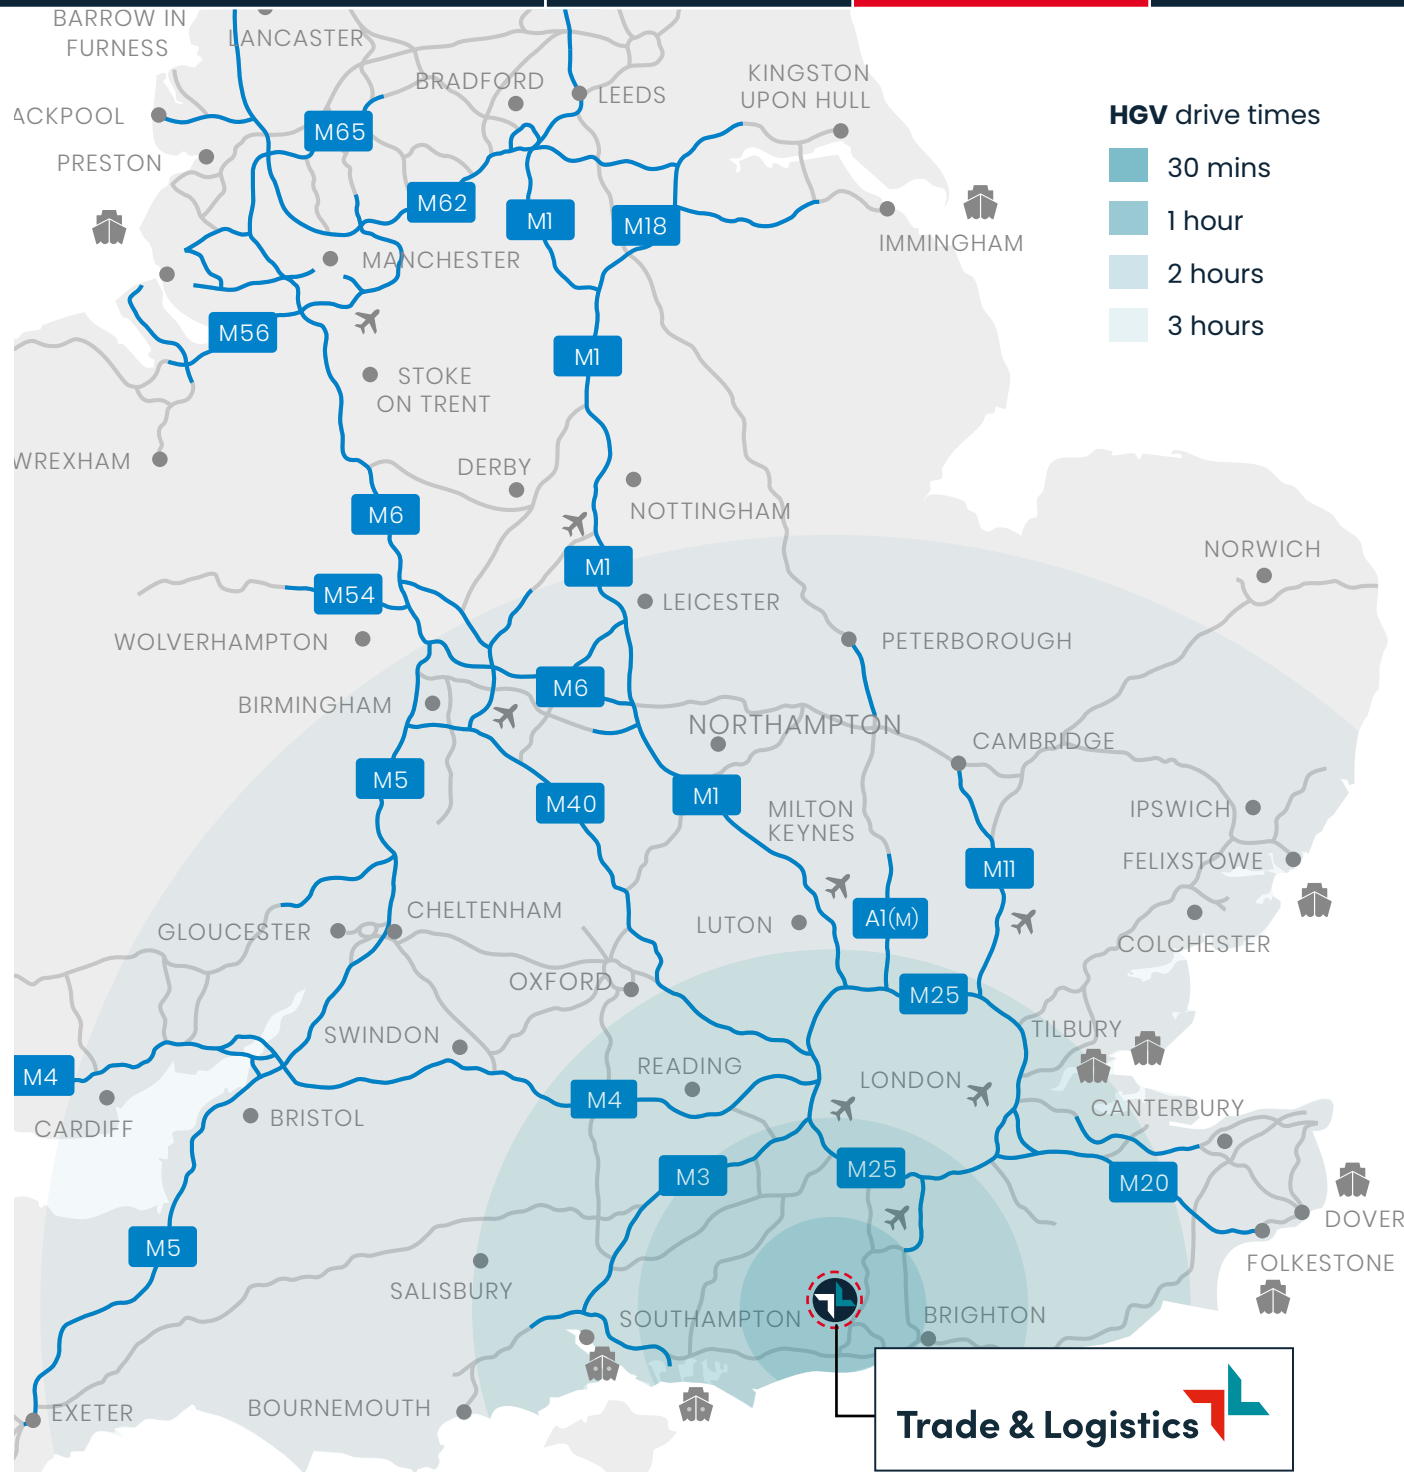 BARROW IN
FURNESS
LANCASTER
BRADFORD
LEEDS
KINGSTON
UPON HULL
ACKPOOL
M65
PRESTON
HGV drive times
30 mins
1 hour
2 hours
3 hours
M62
M1
M18
IMMINGHAM
MANCHESTER
M56
M1
STOKE
ON TRENT
WREXHAM
DERBY
NOTTINGHAM
M6
NORWICH
M1
M54
LEICESTER
WOLVERHAMPTON
PETERBOROUGH
M6
BIRMINGHAM
NORTHAMPTON
CAMBRIDGE
M5
M40
M1
MILTON
KEYNES
IPSWICH
FELIXSTOWE
M11
CHELTENHAM
GLOUCESTER
LUTON
A1(M)
COLCHESTER
OXFORD
M25
SWINDON
TILBURY
M4
READING
LONDON
M4
CANTERBURY
CARDIFF
BRISTOL
M3
M25
M20
DOVER
M5
FOLKESTONE
SALISBURY
SOUTHAMPTON
BRIGHTON
BOURNEMOUTH
EXETER
Trade & Logistics